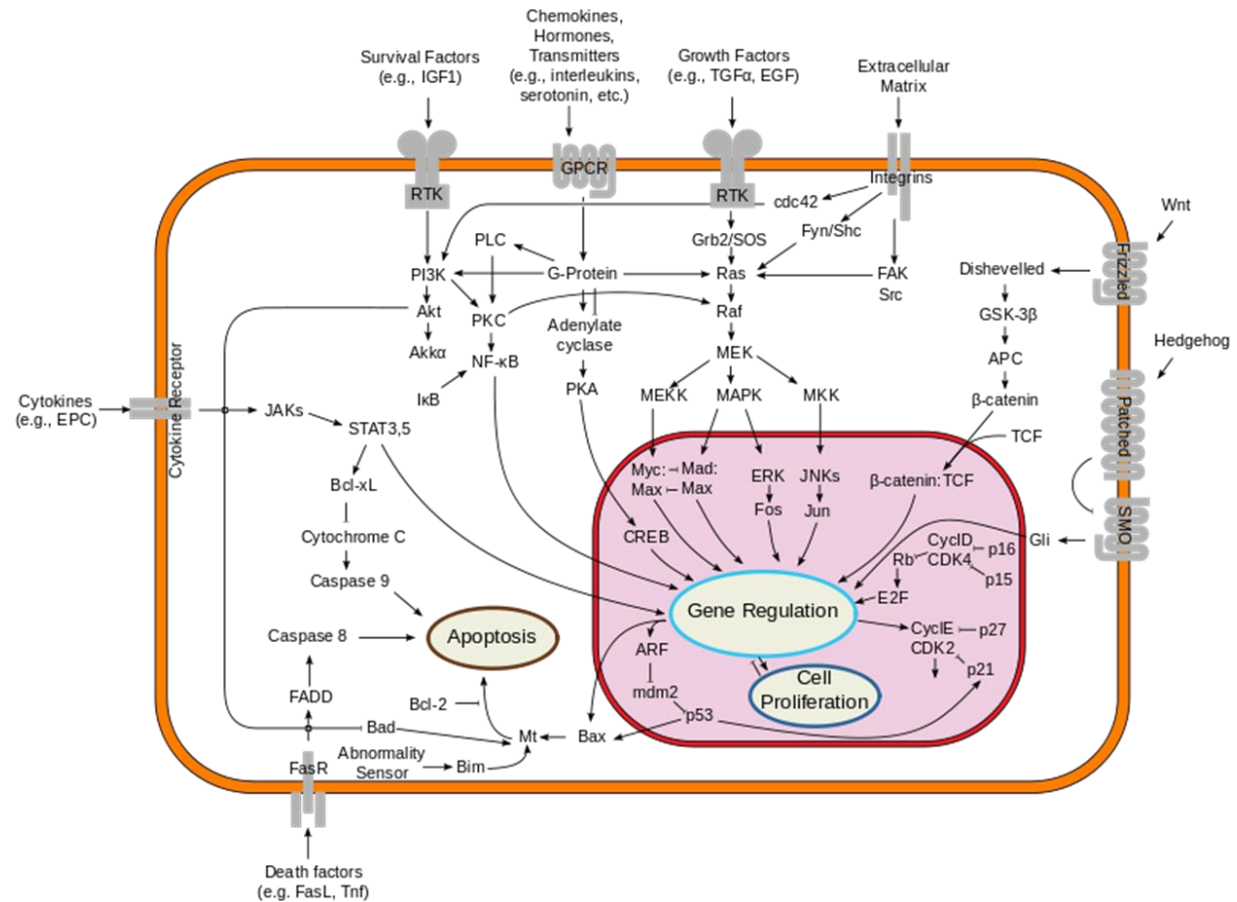 Chemokines,
Hormones,
Transmitters
(e.g., interleukins,
serotonin, etc.)
Survival Factors
(e.g., IGF1)
Growth Factors
(e.g., TGFα, EGF)
Extracellular
Matrix
RTK
GPCR
RTK
Integrins
cdc42
Wnt
PLC
Grb2/SOS
Fyn/Shc
Frizzled
PI3K
G-Protein
Ras
FAK
Src
Dishevelled
Akt
PKC
Adenylate
cyclase
Raf
GSK-3β
Hedgehog
Akkα
NF-κB
MEK
APC
IκB
PKA
MEKK
MAPK
MKK
β-catenin
Cytokines
(e.g., EPC)
Cytokine Receptor
JAKs
STAT3,5
TCF
Patched
Bcl-xL
Myc:
Max
Mad:
Max
ERK
JNKs
β-catenin:TCF
Fos
Jun
Cytochrome C
CREB
CyclD
CDK4
p16
p15
Rb
Gli
SMO
Caspase 9
E2F
Gene Regulation
Caspase 8
Apoptosis
ARF
CyclE
CDK2
p27
p21
FADD
Bcl-2
mdm2
p53
Cell
Proliferation
Bad
Mt
Bax
Abnormality
Sensor
Bim
FasR
Death factors
(e.g. FasL, Tnf)